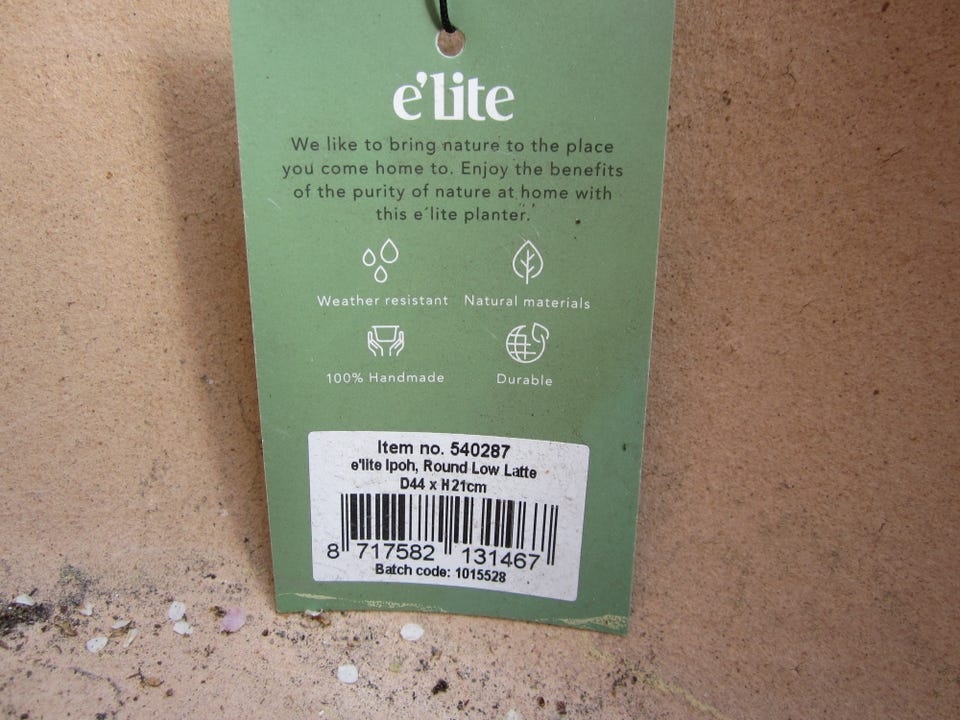 e'lite
We like to bring nature to the place
you come home to. Enjoy the benefits
of the purity of nature at home with
this e´lite planter.
Weather resistant Natural materials
100% Handmade Durable
Item no. 540287
e'lite Ipoh, Round Low Latte
D44 x H21cm
8 717582 131467
Batch code: 1015528